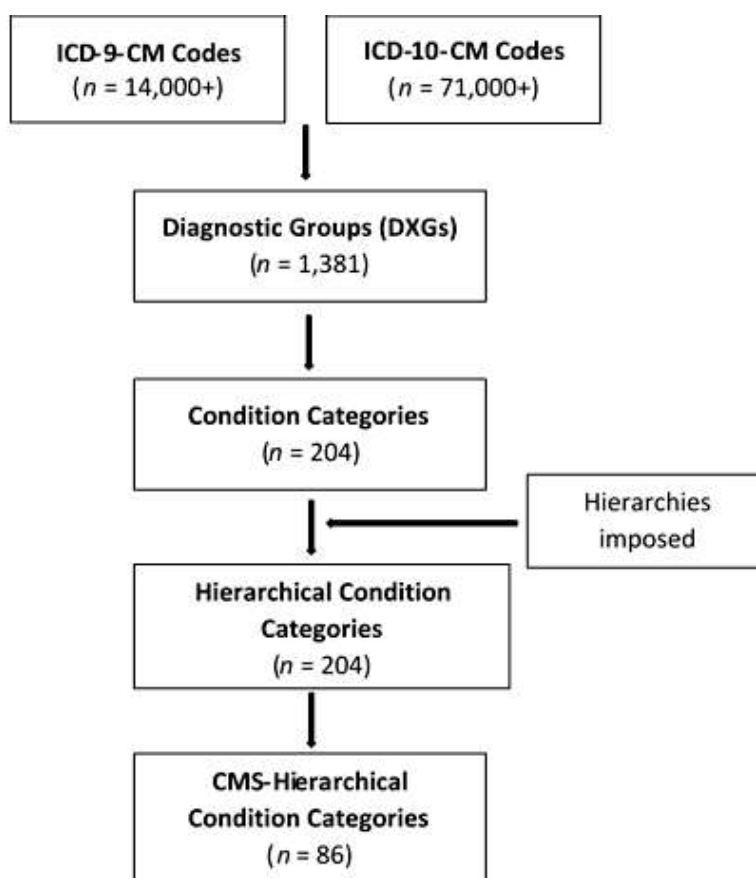 ICD-9-CM Codes
(n = 14,000+)
ICD-10-CM Codes
(n = 71,000+)
Diagnostic Groups (DXGs)
(n = 1,381)
Condition Categories
(n = 204)
Hierarchies
imposed
Hierarchical Condition
Categories
(n = 204)
CMS-Hierarchical
Condition Categories
(n = 86)